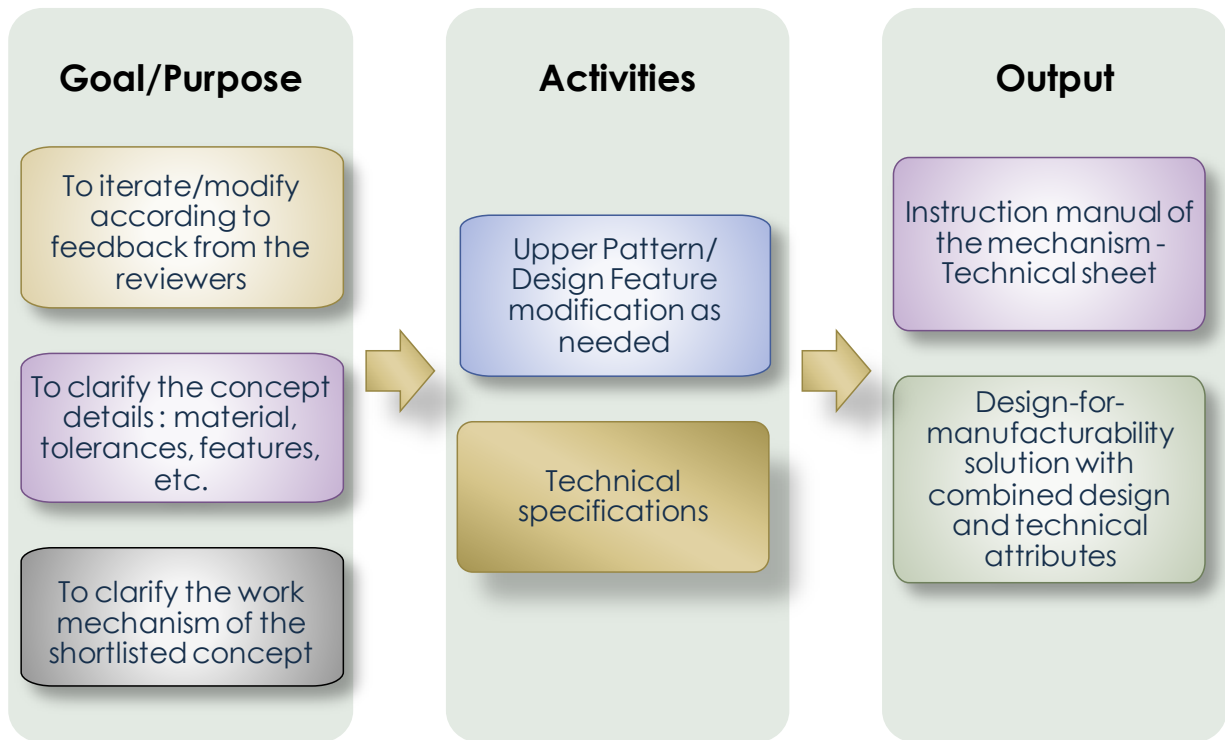 Goal/Purpose
To iterate/modify
according to
feedback from the
reviewers
To clarify the concept
details : material,
tolerances, features,
etc.
To clarify the work
mechanism of the
shortlisted concept
Activities
Upper Pattern/
Design Feature
modification as
needed
Technical
specifications
Output
Instruction manual of
the mechanism -
Technical sheet
Design-for-
manufacturability
solution with
combined design
and technical
attributes